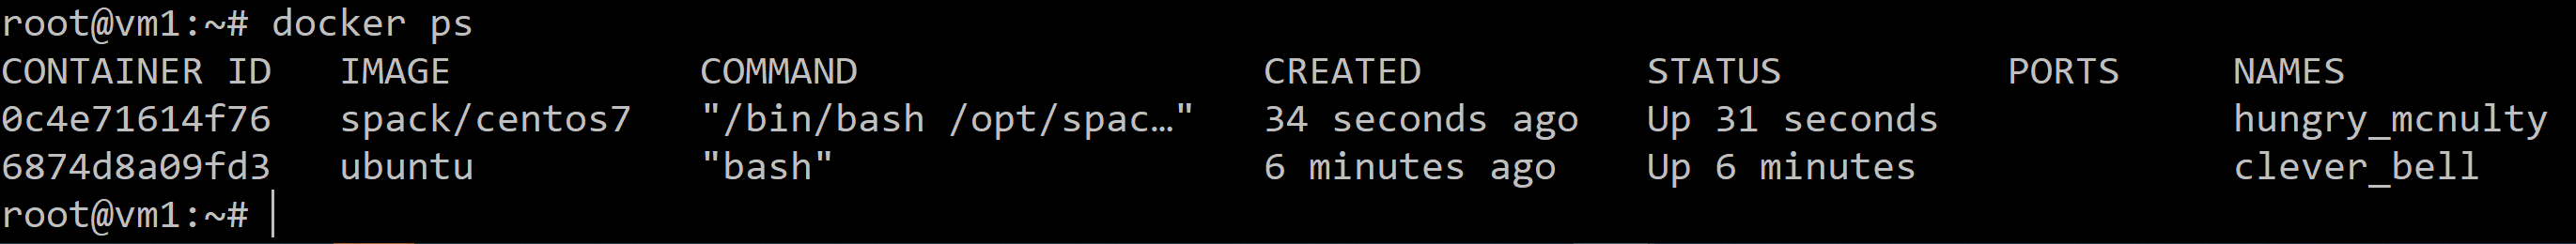 root@vm1:~# docker ps
CONTAINER ID   IMAGE           COMMAND                  CREATED          STATUS          PORTS     NAMES
0c4e71614f76   spack/centos7   "/bin/bash /opt/spac…"   34 seconds ago   Up 31 seconds             hungry_mcnulty
6874d8a09fd3   ubuntu          "bash"                   6 minutes ago    Up 6 minutes              clever_bell
root@vm1:~#